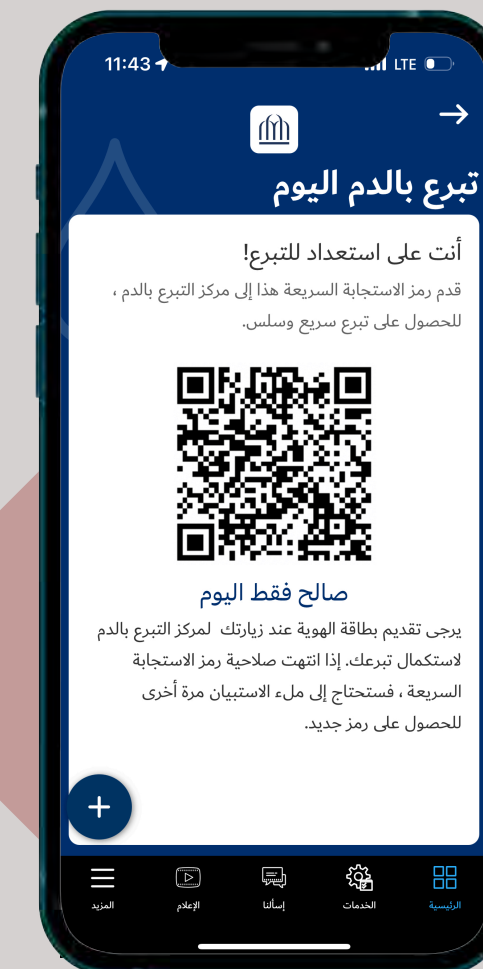 11:43
LTE
تبرع بالدم اليوم
أنت على استعداد للتبرع!
قدم رمز الاستجابة السريعة هذا إلى مركز التبرع بالدم ،
للحصول على تبرع سريع وسلس.
صالح فقط اليوم
يرجى تقديم بطاقة الهوية عند زيارتك لمركز التبرع بالدم
لاستكمال تبرعك. إذا انتهت صلاحية رمز الاستجابة
السريعة ، فستحتاج إلى ملء الاستبيان مرة أخرى
للحصول على رمز جديد.
الرئيسية
الخدمات
إسألنا
الإعلام
المزيد